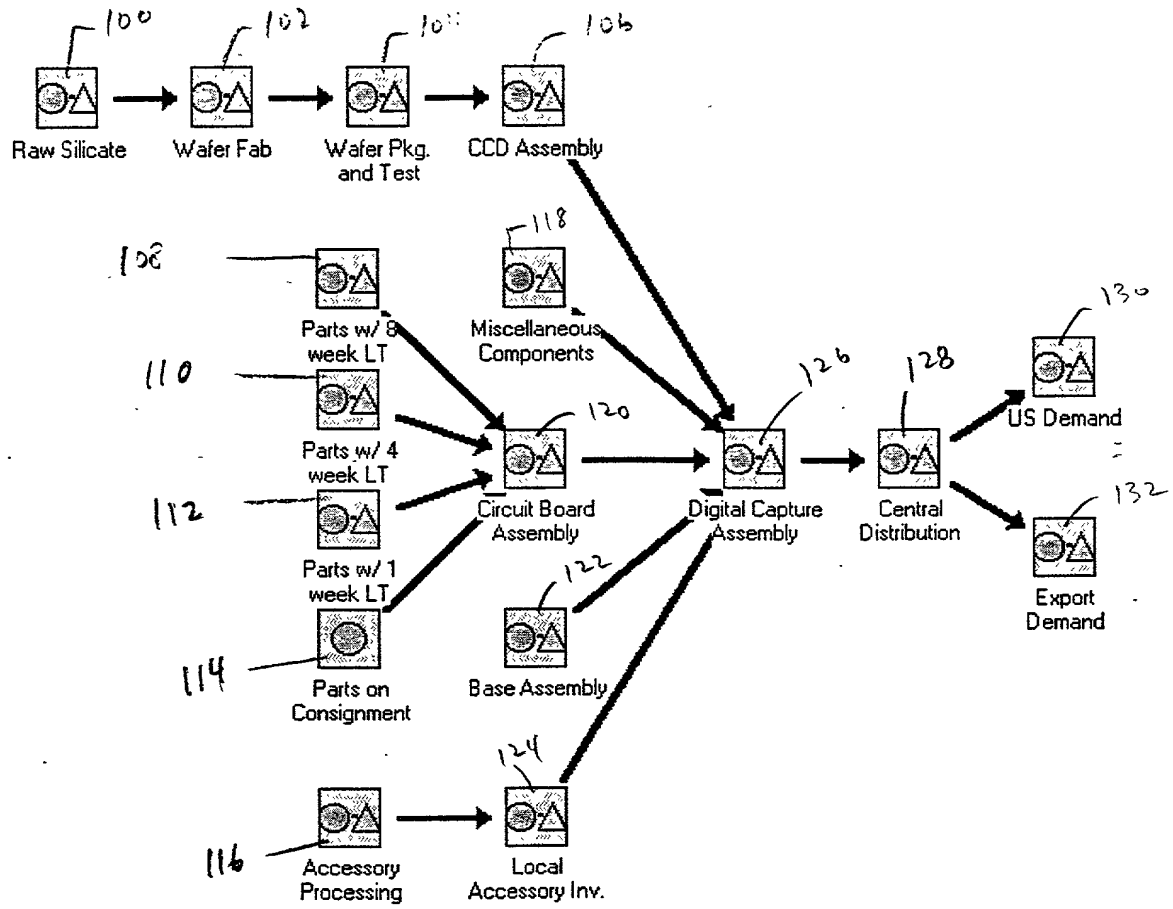 100
102
106
Raw Silicate
Wafer Fab
Wafer Pkg.
and Test
CCD Assembly
108
118
Parts w/ 8
week LT
Miscellaneous
Components
130
110
126
128
120
US Demand
Parts w/ 4
week LT
112
132
Circuit Board
Assembly
Digital Capture
Assembly
Central
Distribution
Parts w/ 1
week LT
122
Export
Demand
114
Parts on
Consignment
Base Assembly
124
116
Accessory
Processing
Local
Accessory Inv.